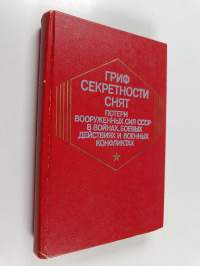 ГРИФ
СЕКРЕТНОСТИ
СНЯТ
ПОТЕРИ
ВООРУЖЕННЫХ СИЛ СССР
В ВОЙНАХ, БОЕВЫХ
ДЕЙСТВИЯХ И ВОЕННЫХ
КОНФЛИКТАХ